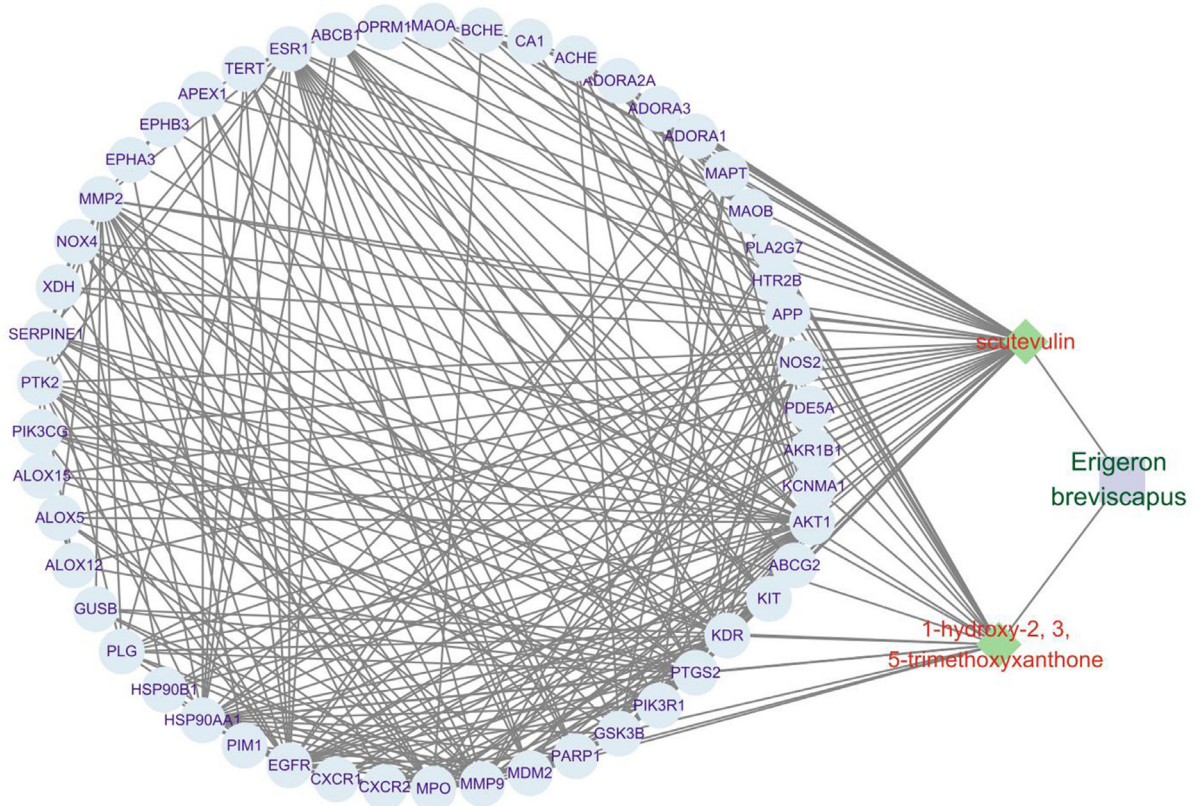 OPRM1
MAOA
BCHE
CA1
ACHE
ADORA2A
ADORA3
ADORA1
MAPT
MAOB
PLA2G7
HTR2B
APP
NOS2
PDE5A
AKR1B1
KCNMA1
AKT1
ABCG2
KIT
KDR
PTGS2
PIK3R1
GSK3B
PARP1
MDM2
MMP9
MPO
CXCR2
CXCR1
EGFR
PIM1
HSP90AA1
HSP90B1
PLG
GUSB
ALOX12
ALOX5
ALOX15
PIK3CG
PTK2
SERPINE1
XDH
NOX4
MMP2
EPHA3
EPHB3
APEX1
TERT
ESR1
ABCB1
scutevulin
Erigeron
breviscapus
1-hydroxy-2, 3,
5-trimethoxyxanthone